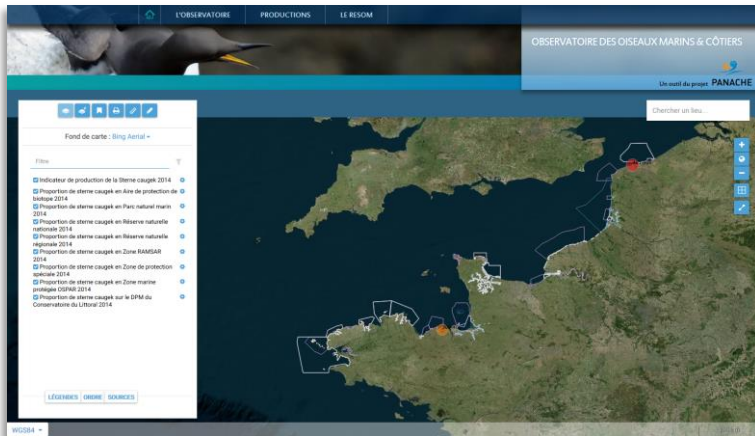 L'OBSERVATOIRE PRODUCTIONS LE RESOM
OBSERVATOIRE DES OISEAUX MARINS & CÔTIERS
Un outil du projet PANACHE
Chercher un lieu...
Fond de carte : Bing Aerial
Filtre
Indicateur de production de la Sterne caugek 2014
Proportion de sterne caugek en Aire de protection de
biotope 2014
Proportion de sterne caugek en Parc naturel marin
2014
Proportion de sterne caugek en Réserve naturelle
nationale 2014
Proportion de sterne caugek en Réserve naturelle
régionale 2014
Proportion de sterne caugek en Zone RAMSAR
2014
Proportion de sterne caugek en Zone de protection
spéciale 2014
Proportion de sterne caugek en Zone marine
protégée OSPAR 2014
Proportion de sterne caugek sur le DPM du
Conservatoire du Littoral 2014
LÉGENDES ORDRE SOURCES
WGS84